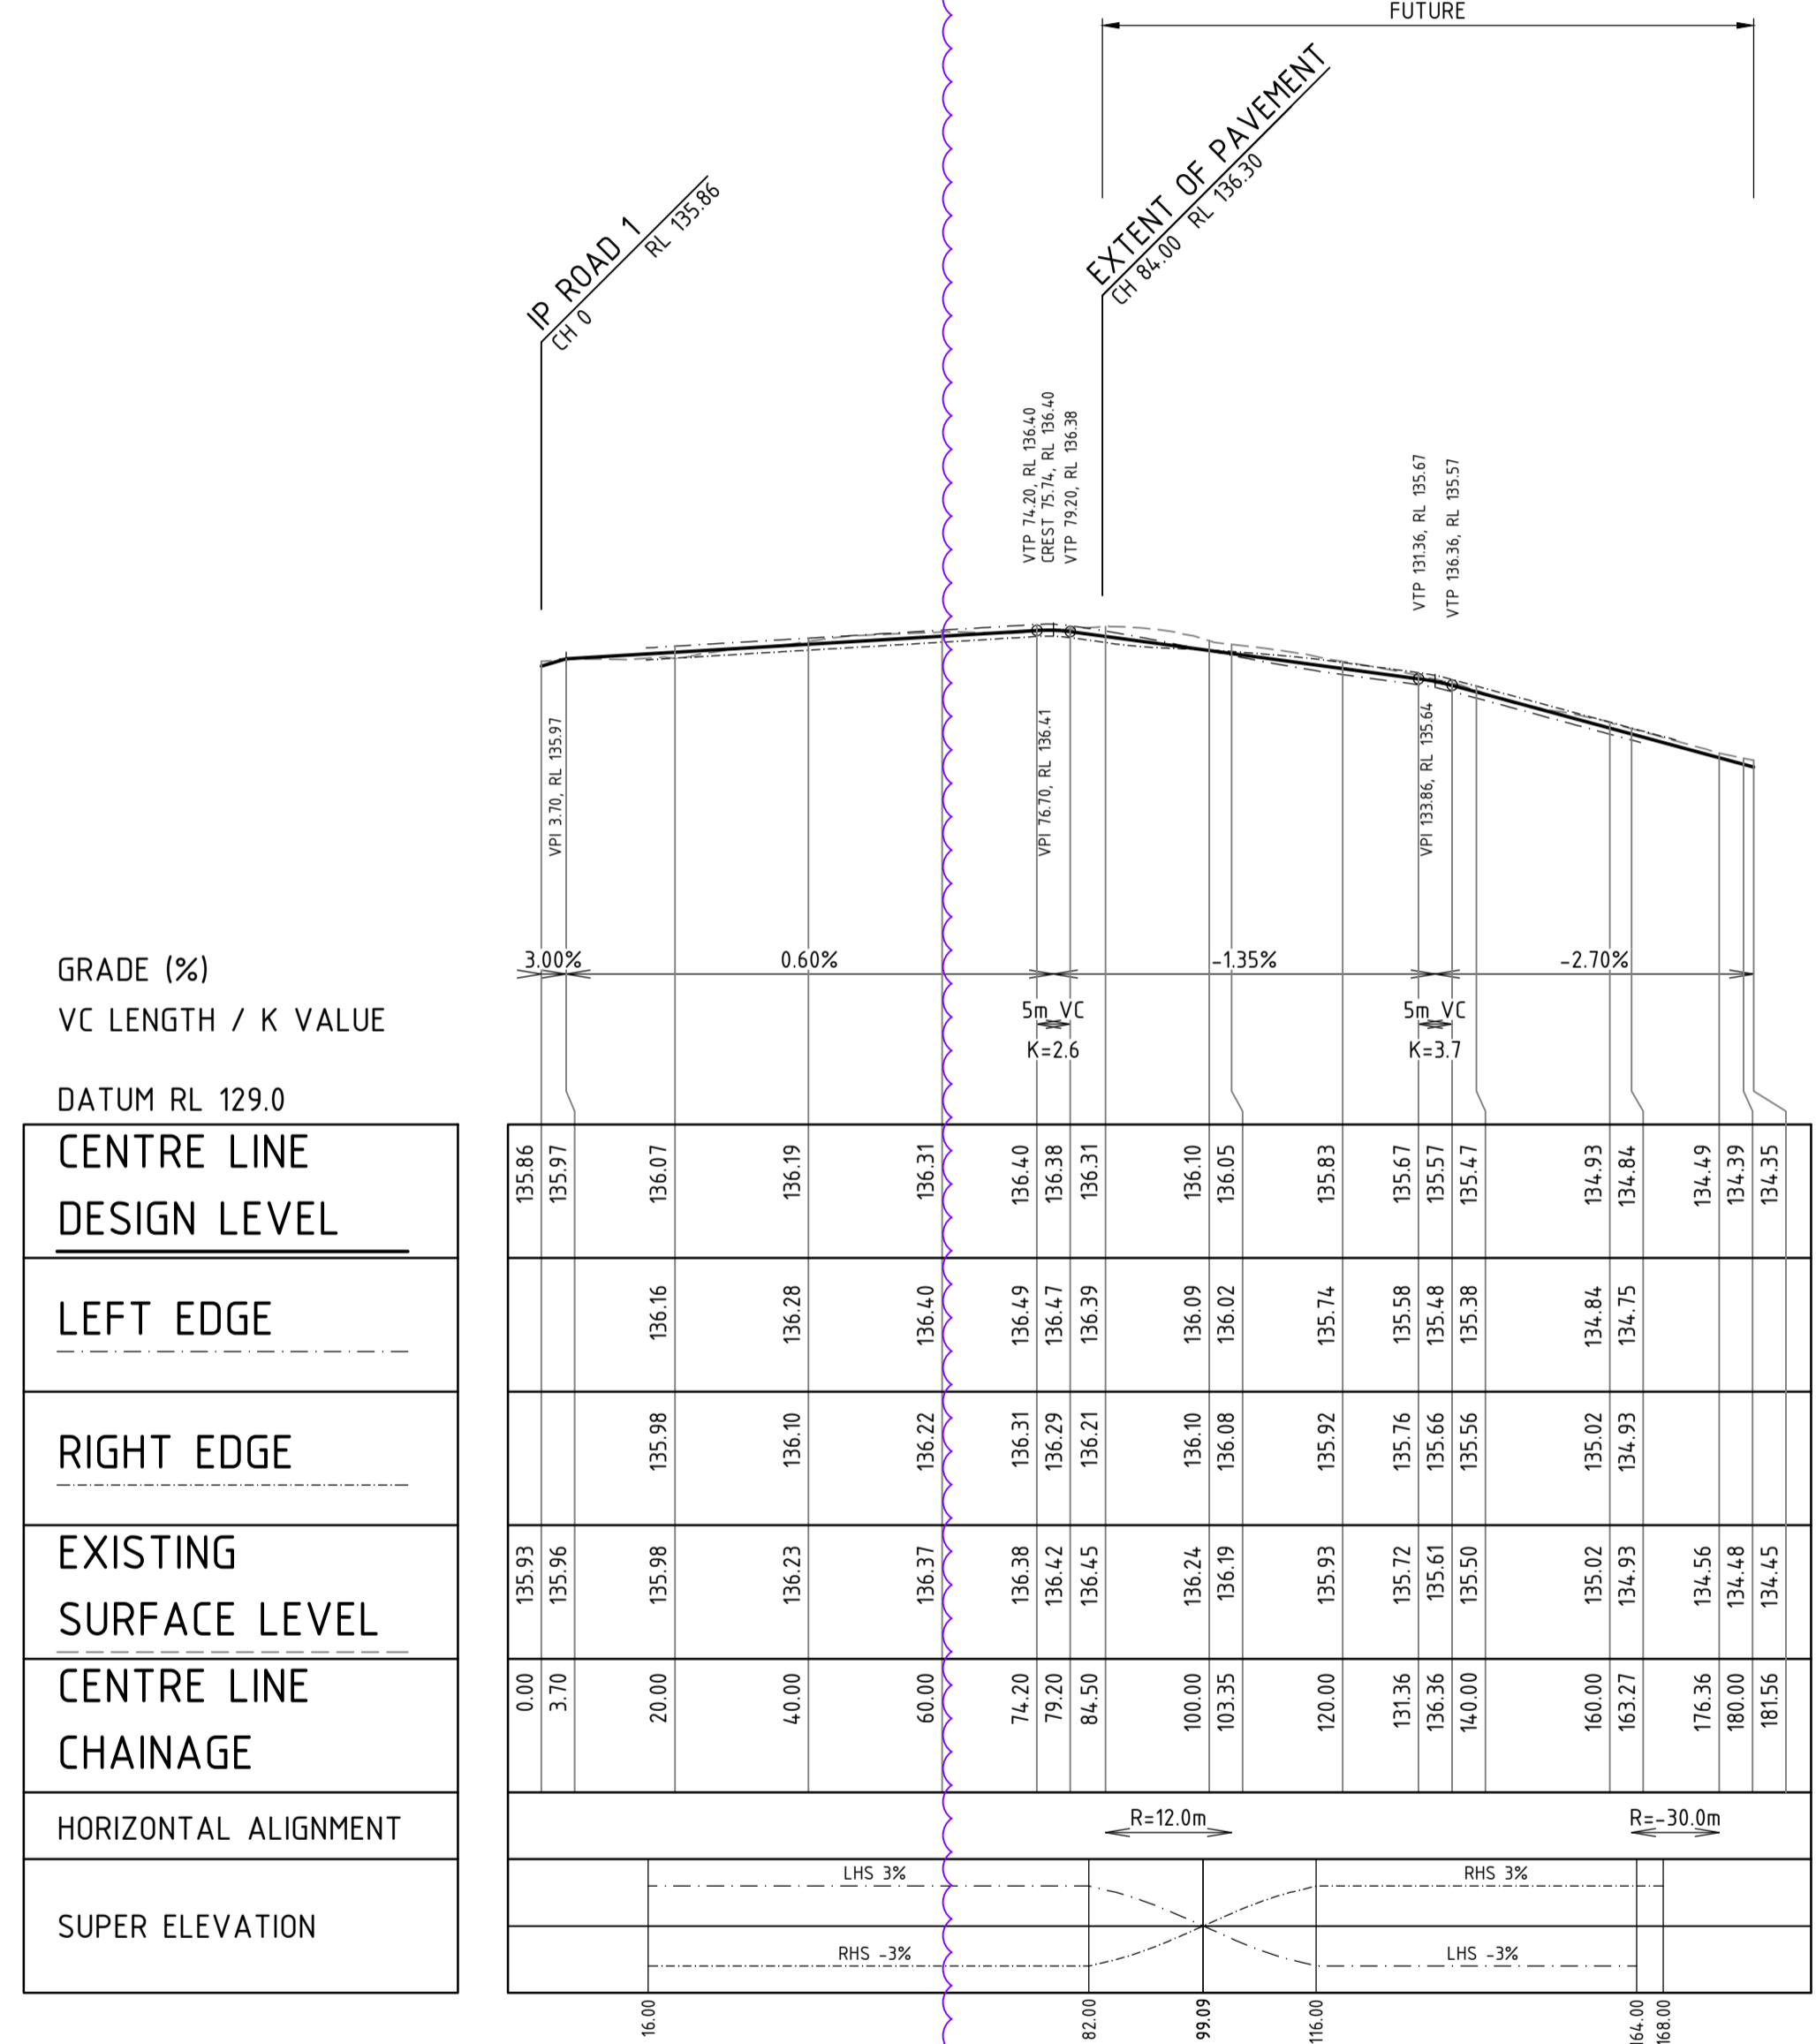 FUTURE
IP ROAD 1
CH 0 RL 135.86
EXTENT OF PAVEMENT
CH 84.00 RL 136.30
VTP 74.20, RL 136.40
CREST 75.74, RL 136.40
VTP 79.20, RL 136.38
VTP 131.36, RL 135.67
VTP 136.36, RL 135.57
VPI 3.70, RL 135.97
VPI 76.70, RL 136.41
VPI 133.86, RL 135.64
GRADE (%)
3.00% 0.60% -1.35% -2.70%
VC LENGTH / K VALUE
5m VC 5m VC
K=2.6 K=3.7
DATUM RL 129.0
CENTRE LINE
DESIGN LEVEL
135.86 135.97 136.07 136.19 136.31 136.40 136.38 136.31 136.10 136.05 135.83 135.67 135.57 135.47 134.93 134.84 134.49 134.39 134.35
LEFT EDGE
136.16 136.28 136.40 136.49 136.47 136.39 136.09 136.02 135.74 135.58 135.48 135.38 134.84 134.75
RIGHT EDGE
135.98 136.10 136.22 136.31 136.29 136.21 136.10 136.08 135.92 135.76 135.66 135.56 135.02 134.93
EXISTING
SURFACE LEVEL
135.93 135.96 135.98 136.23 136.37 136.38 136.42 136.45 136.24 136.19 135.93 135.72 135.61 135.50 135.02 134.93 134.56 134.48 134.45
CENTRE LINE
CHAINAGE
0.00 3.70 20.00 40.00 60.00 74.20 79.20 84.50 100.00 103.35 120.00 131.36 136.36 140.00 160.00 163.27 176.36 180.00 181.56
HORIZONTAL ALIGNMENT
R=12.0m R=-30.0m
SUPER ELEVATION
LHS 3% RHS 3%
RHS -3% LHS -3%
16.00 82.00 99.09 116.00 164.00 168.00